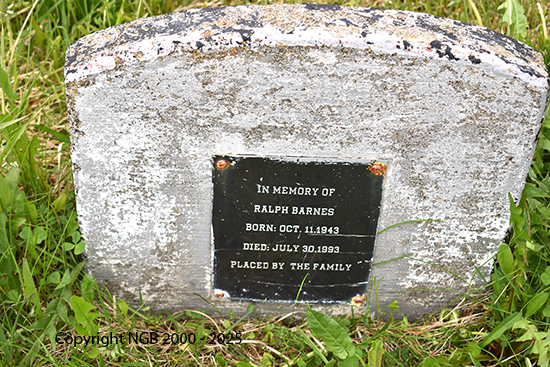 IN MEMORY OF
RALPH BARNES
BORN: OCT. 11.1943
DIED: JULY 30.1993
PLACED BY THE FAMILY
Copyright NGB 2000 - 2025